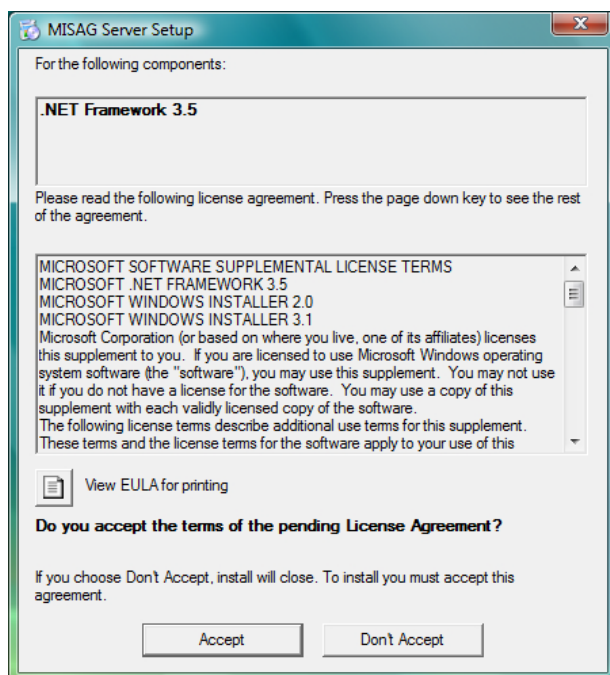 MISAG Server Setup
For the following components:
.NET Framework 3.5
Please read the following license agreement. Press the page down key to see the rest
of the agreement.
MICROSOFT SOFTWARE SUPPLEMENTAL LICENSE TERMS
MICROSOFT .NET FRAMEWORK 3.5
MICROSOFT WINDOWS INSTALLER 2.0
MICROSOFT WINDOWS INSTALLER 3.1
Microsoft Corporation (or based on where you live, one of its affiliates) licenses
this supplement to you.  If you are licensed to use Microsoft Windows operating
system software (the "software"), you may use this supplement.  You may not use
it if you do not have a license for the software.  You may use a copy of this
supplement with each validly licensed copy of the software.
The following license terms describe additional use terms for this supplement.
These terms and the license terms for the software apply to your use of this
View EULA for printing
Do you accept the terms of the pending License Agreement?
If you choose Don't Accept, install will close. To install you must accept this
agreement.
Accept
Don't Accept